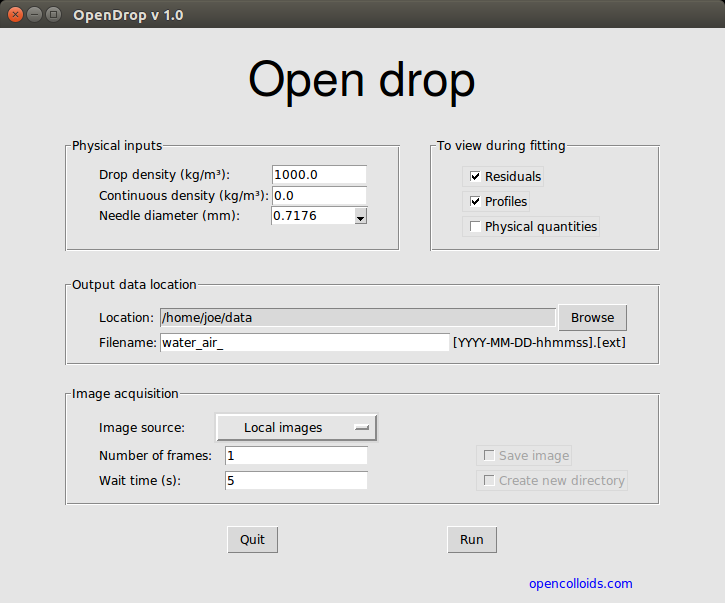 OpenDrop v 1.0
Open drop
Physical inputs
Drop density (kg/m³): 1000.0
Continuous density (kg/m³): 0.0
Needle diameter (mm): 0.7176
To view during fitting
Residuals
Profiles
Physical quantities
Output data location
Location: /home/joe/data Browse
Filename: water_air_ [YYYY-MM-DD-hhmmss].[ext]
Image acquisition
Image source: Local images
Number of frames: 1 Save image
Wait time (s): 5 Create new directory
Quit Run
opencolloids.com